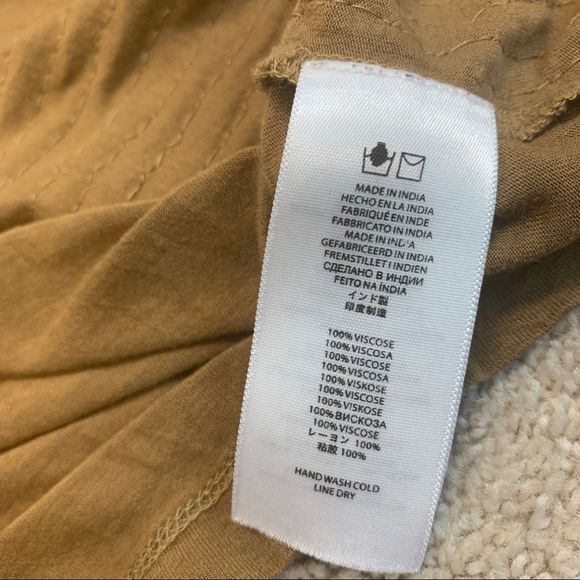 MADE IN INDIA
HECHO EN LA INDIA
FABRIQUÉ EN INDE
FABBRICATO IN INDIA
MADE IN INDIA
GEFABRICEERD IN INDIA
FREMSTILLET I INDIEN
СДЕЛАНО В ИНДИИ
FEITO NA ÍNDIA
インド製
印度制造
100% VISCOSE
100% VISCOSA
100% VISCOSE
100% VISCOSA
100% VISKOSE
100% VISCOSE
100% VISKOSE
100% ВИСКОЗА
100% VISCOSE
レーヨン 100%
粘胶 100%
HAND WASH COLD
LINE DRY